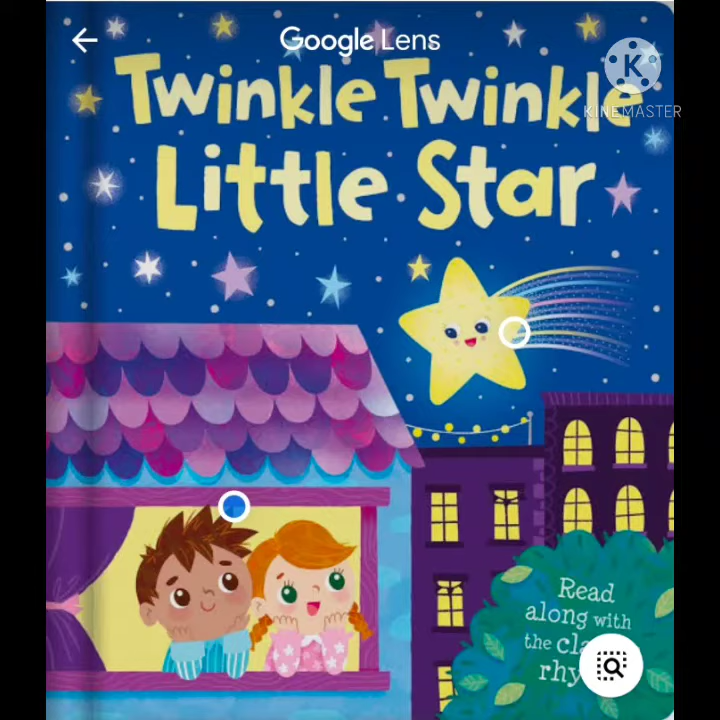 Google Lens
K
KINEMASTER
Twinkle Twinkle
Little Star
Read
along with
the